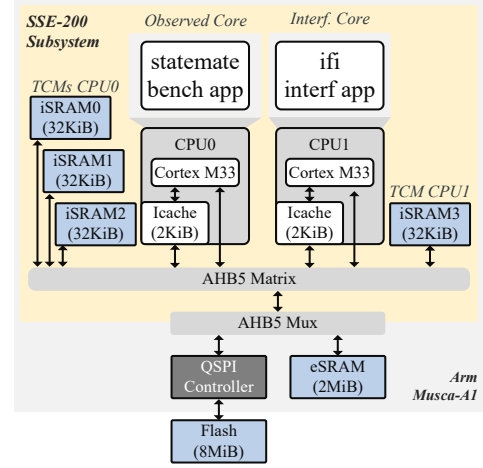 SSE-200
Subsystem
Observed Core
Interf. Core
statemate
bench app
ifi
interf app
TCMs CPU0
iSRAM0
(32KiB)
iSRAM1
(32KiB)
iSRAM2
(32KiB)
CPU0
Cortex M33
Icache
(2KiB)
CPU1
Cortex M33
Icache
(2KiB)
TCM CPU1
iSRAM3
(32KiB)
AHB5 Matrix
AHB5 Mux
QSPI
Controller
eSRAM
(2MiB)
Flash
(8MiB)
Arm
Musca-A1